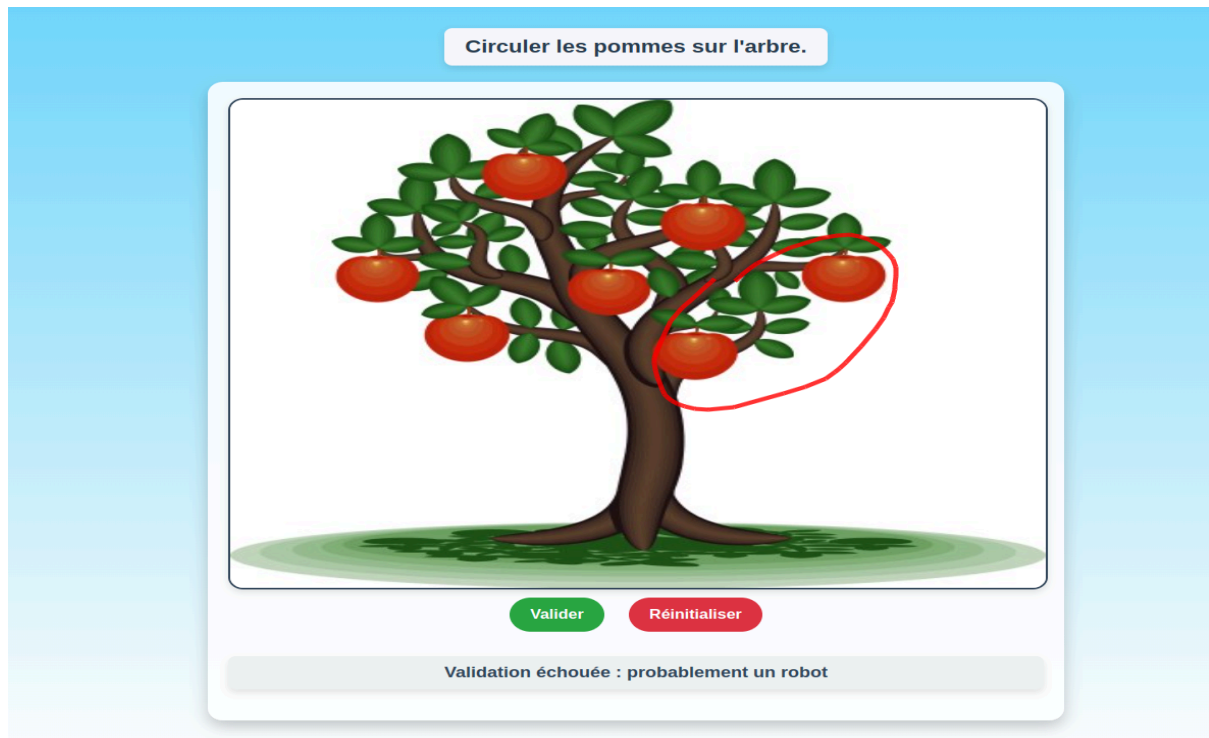 Circuler les pommes sur l'arbre.
Valider
Réinitialiser
Validation échouée : probablement un robot